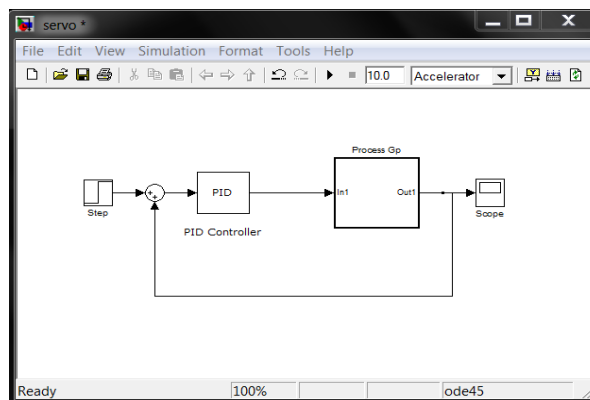 servo *
File Edit View Simulation Format Tools Help
10.0 Accelerator
Process Gp
PID
In1 Out1
Step
Scope
PID Controller
Ready 100% ode45